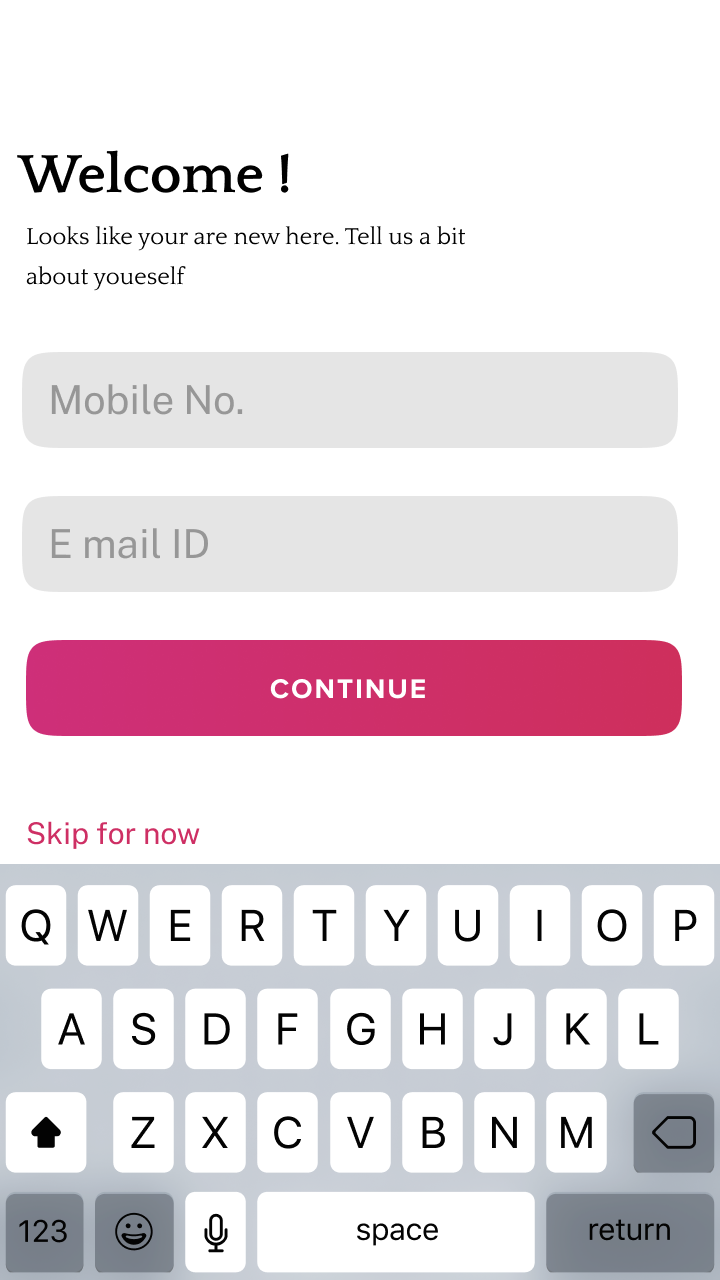 Welcome !
Looks like your are new here. Tell us a bit
about youeself
Mobile No.
E mail ID
CONTINUE
Skip for now
Q W E R T Y U I O P
A S D F G H J K L
Z X C V B N M
123 space return